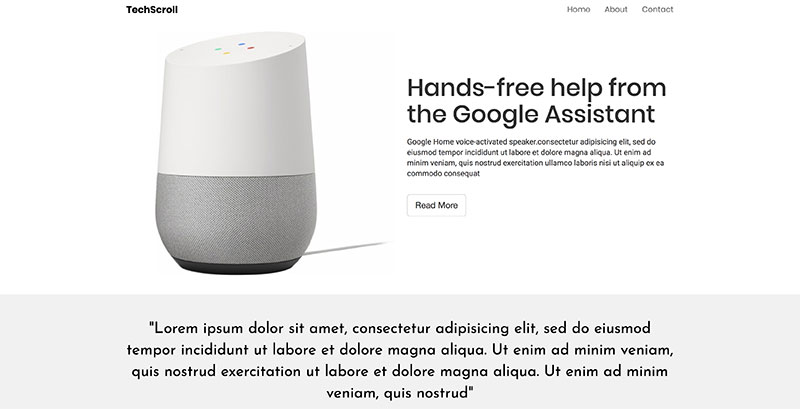 TechScroll
Home About Contact
Hands-free help from
the Google Assistant
Google Home voice-activated speaker.consectetur adipisicing elit, sed do
eiusmod tempor incididunt ut labore et dolore magna aliqua. Ut enim ad
minim veniam, quis nostrud exercitation ullamco laboris nisi ut aliquip ex ea
commodo consequat
Read More
"Lorem ipsum dolor sit amet, consectetur adipisicing elit, sed do eiusmod
tempor incididunt ut labore et dolore magna aliqua. Ut enim ad minim veniam,
quis nostrud exercitation ut labore et dolore magna aliqua. Ut enim ad minim
veniam, quis nostrud"